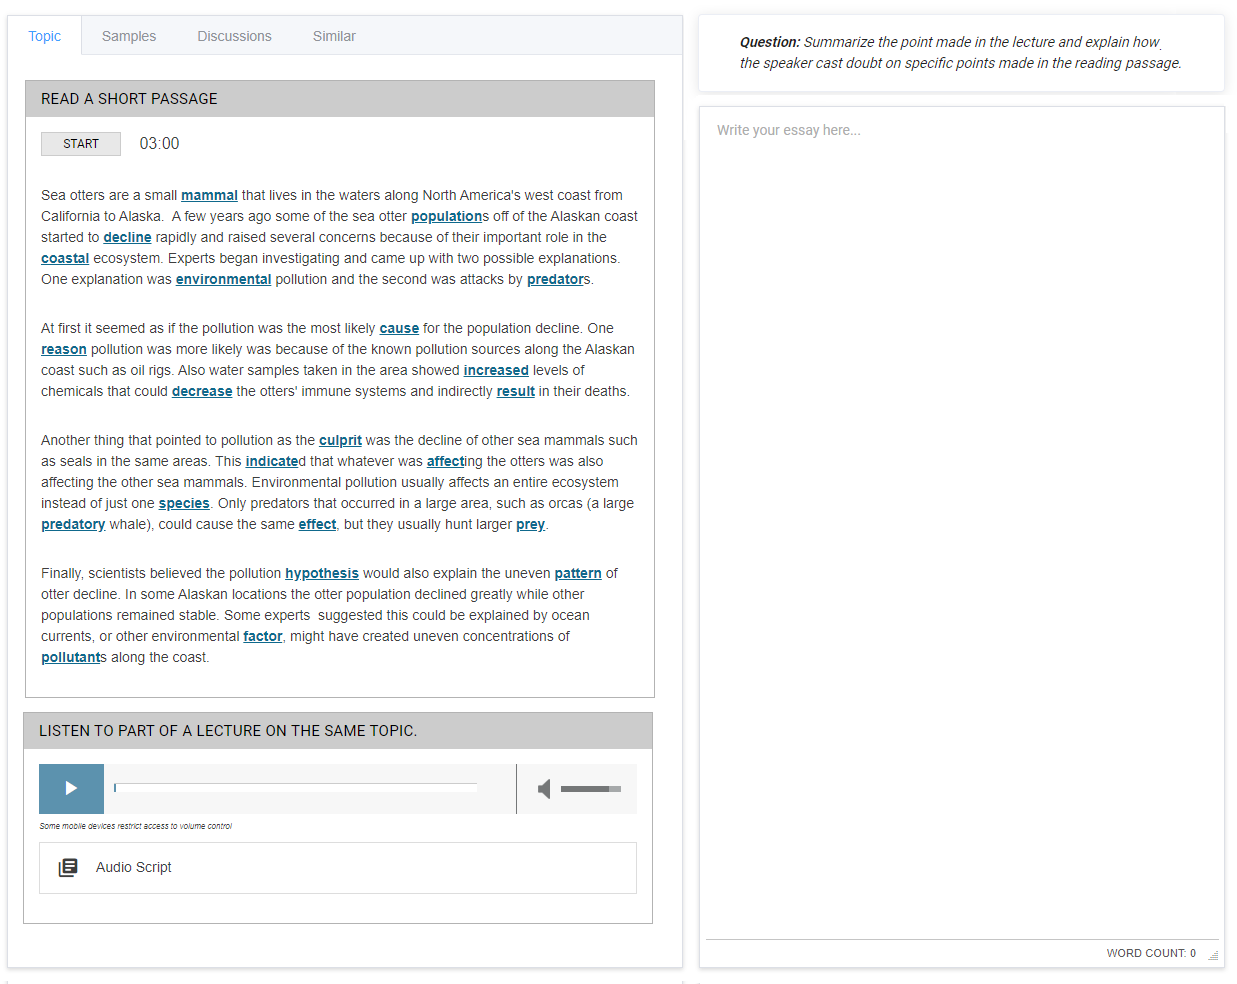 Topic Samples Discussions Similar
READ A SHORT PASSAGE
START 03:00
Sea otters are a small mammal that lives in the waters along North America's west coast from
California to Alaska.  A few years ago some of the sea otter populations off of the Alaskan coast
started to decline rapidly and raised several concerns because of their important role in the
coastal ecosystem. Experts began investigating and came up with two possible explanations.
One explanation was environmental pollution and the second was attacks by predators.
At first it seemed as if the pollution was the most likely cause for the population decline. One
reason pollution was more likely was because of the known pollution sources along the Alaskan
coast such as oil rigs. Also water samples taken in the area showed increased levels of
chemicals that could decrease the otters' immune systems and indirectly result in their deaths.
Another thing that pointed to pollution as the culprit was the decline of other sea mammals such
as seals in the same areas. This indicated that whatever was affecting the otters was also
affecting the other sea mammals. Environmental pollution usually affects an entire ecosystem
instead of just one species. Only predators that occurred in a large area, such as orcas (a large
predatory whale), could cause the same effect, but they usually hunt larger prey.
Finally, scientists believed the pollution hypothesis would also explain the uneven pattern of
otter decline. In some Alaskan locations the otter population declined greatly while other
populations remained stable. Some experts  suggested this could be explained by ocean
currents, or other environmental factor, might have created uneven concentrations of
pollutants along the coast.
LISTEN TO PART OF A LECTURE ON THE SAME TOPIC.
Some mobile devices restrict access to volume control
Audio Script
Question: Summarize the point made in the lecture and explain how
the speaker cast doubt on specific points made in the reading passage.
Write your essay here...
WORD COUNT: 0